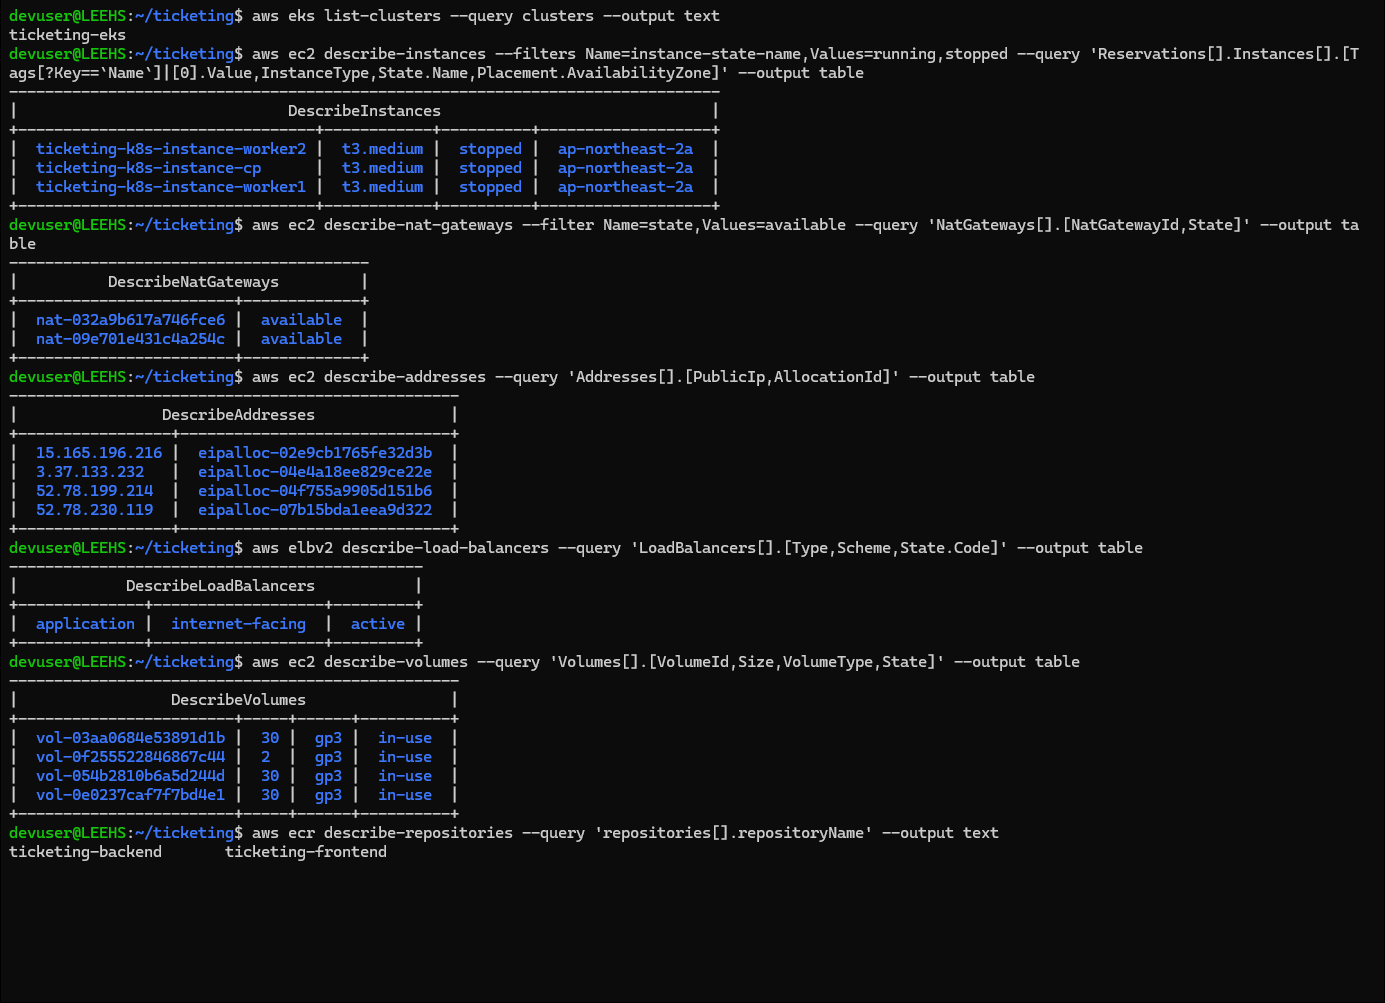 devuser@LEEHS:~/ticketing$ aws eks list-clusters --query clusters --output text
ticketing-eks
devuser@LEEHS:~/ticketing$ aws ec2 describe-instances --filters Name=instance-state-name,Values=running,stopped --query 'Reservations[].Instances[].[T
ags[?Key==`Name`]|[0].Value,InstanceType,State.Name,Placement.AvailabilityZone]' --output table
-------------------------------------------------------------------------------
|                              DescribeInstances                              |
+---------------------------------+------------+----------+-------------------+
|  ticketing-k8s-instance-worker2 |  t3.medium |  stopped |  ap-northeast-2a  |
|  ticketing-k8s-instance-cp      |  t3.medium |  stopped |  ap-northeast-2a  |
|  ticketing-k8s-instance-worker1 |  t3.medium |  stopped |  ap-northeast-2a  |
+---------------------------------+------------+----------+-------------------+
devuser@LEEHS:~/ticketing$ aws ec2 describe-nat-gateways --filter Name=state,Values=available --query 'NatGateways[].[NatGatewayId,State]' --output ta
ble
----------------------------------------
|          DescribeNatGateways         |
+------------------------+-------------+
|  nat-032a9b617a746fce6 |  available  |
|  nat-09e701e431c4a254c |  available  |
+------------------------+-------------+
devuser@LEEHS:~/ticketing$ aws ec2 describe-addresses --query 'Addresses[].[PublicIp,AllocationId]' --output table
--------------------------------------------------
|                DescribeAddresses               |
+-----------------+------------------------------+
|  15.165.196.216 |  eipalloc-02e9cb1765fe32d3b  |
|  3.37.133.232   |  eipalloc-04e4a18ee829ce22e  |
|  52.78.199.214  |  eipalloc-04f755a9905d151b6  |
|  52.78.230.119  |  eipalloc-07b15bda1eea9d322  |
+-----------------+------------------------------+
devuser@LEEHS:~/ticketing$ aws elbv2 describe-load-balancers --query 'LoadBalancers[].[Type,Scheme,State.Code]' --output table
----------------------------------------------
|            DescribeLoadBalancers           |
+--------------+-------------------+---------+
|  application |  internet-facing  |  active |
+--------------+-------------------+---------+
devuser@LEEHS:~/ticketing$ aws ec2 describe-volumes --query 'Volumes[].[VolumeId,Size,VolumeType,State]' --output table
--------------------------------------------------
|                 DescribeVolumes                |
+------------------------+-----+------+----------+
|  vol-03aa0684e53891d1b |  30 |  gp3 |  in-use  |
|  vol-0f255522846867c44 |  2  |  gp3 |  in-use  |
|  vol-054b2810b6a5d244d |  30 |  gp3 |  in-use  |
|  vol-0e0237caf7f7bd4e1 |  30 |  gp3 |  in-use  |
+------------------------+-----+------+----------+
devuser@LEEHS:~/ticketing$ aws ecr describe-repositories --query 'repositories[].repositoryName' --output text
ticketing-backend       ticketing-frontend